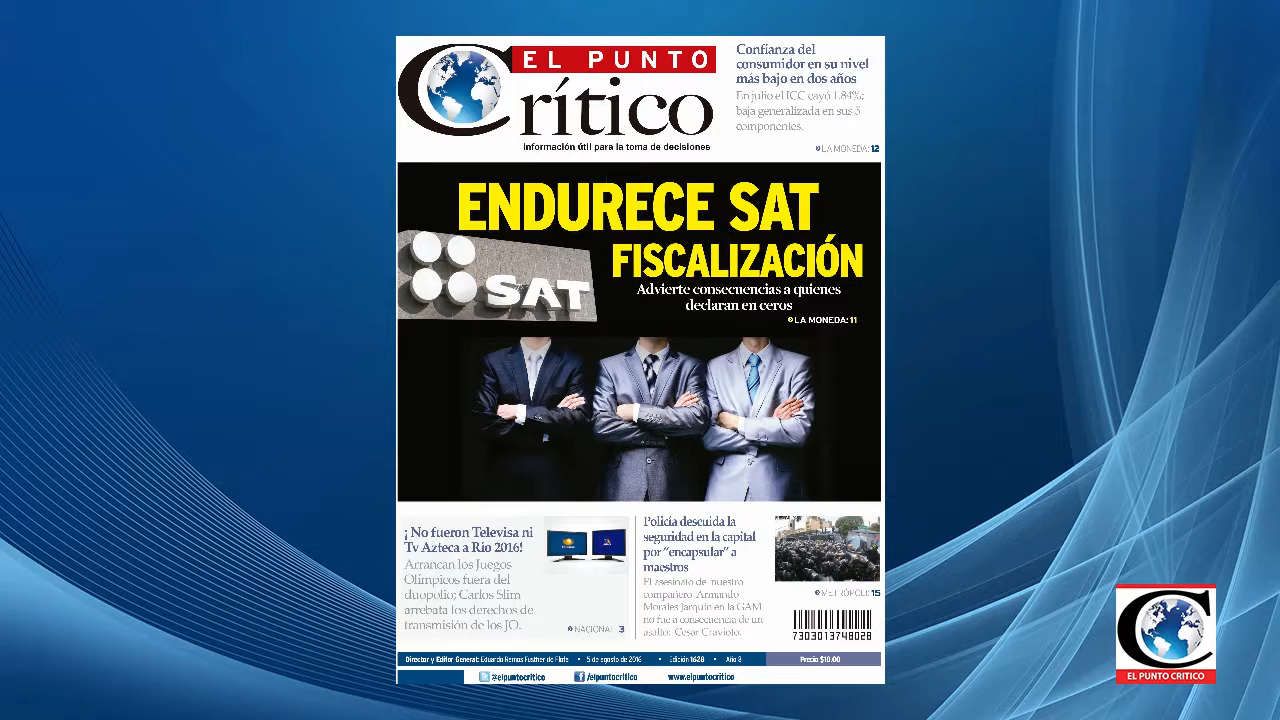 EL PUNTO
Crítico
Información útil para la toma de decisiones
Confianza del
consumidor en su nivel
más bajo en dos años
En julio el ICC cayó 1.84%;
baja generalizada en sus 5
componentes.
LA MONEDA: 12
ENDURECE SAT
FISCALIZACIÓN
SAT
Advierte consecuencias a quienes
declaran en ceros
LA MONEDA: 11
¡No fueron Televisa ni
Tv Azteca a Río 2016!
Arrancan los Juegos
Olímpicos fuera del
duopolio; Carlos Slim
arrebata los derechos de
transmisión de los JO.
NACIONAL: 3
Policía descuida la
seguridad en la capital
por "encapsular" a
maestros
El asesinato de nuestro
compañero Armando
Morales Jarquín en la GAM
no fue a consecuencia de un
asalto: Cesar Cravioto.
METRÓPOLI: 15
7303013748028
Director y Editor General: Eduardo Ramos Fusther de Flota • 5 de agosto de 2016 • Edición 1628 • Año 8 Precio $10.00
@elpuntocritico /elpuntocritico www.elpuntocritico
EL PUNTO CRITICO